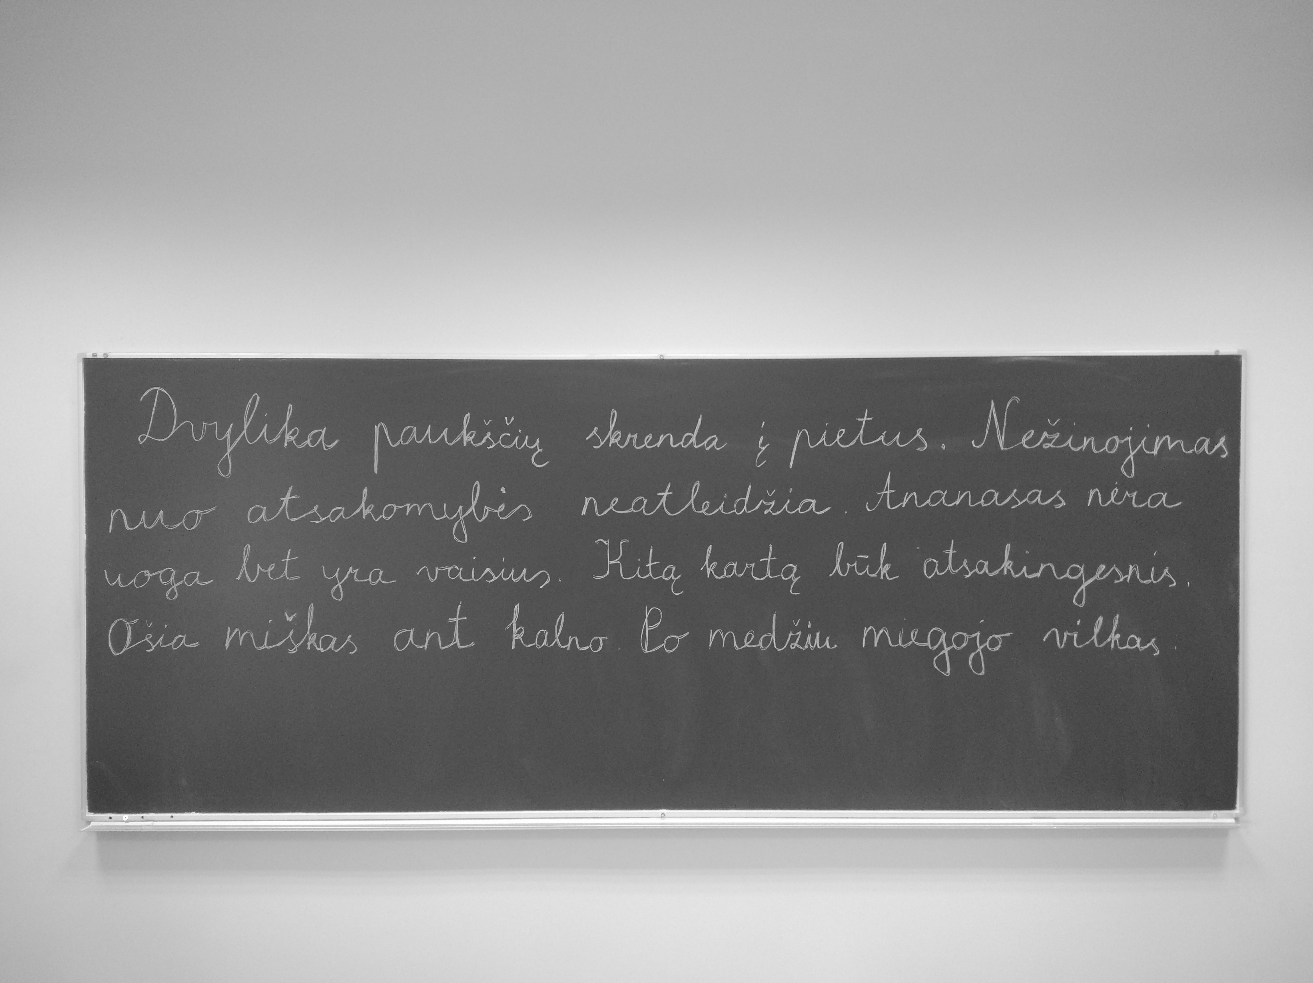 Dvylika paukščių skrenda į pietus. Nežinojimas
nuo atsakomybės neatleidžia. Ananasas nėra
uoga bet yra vaisius. Kitą kartą būk atsakingesnis.
Ošia miškas ant kalno. Po medžiu miegojo vilkas.